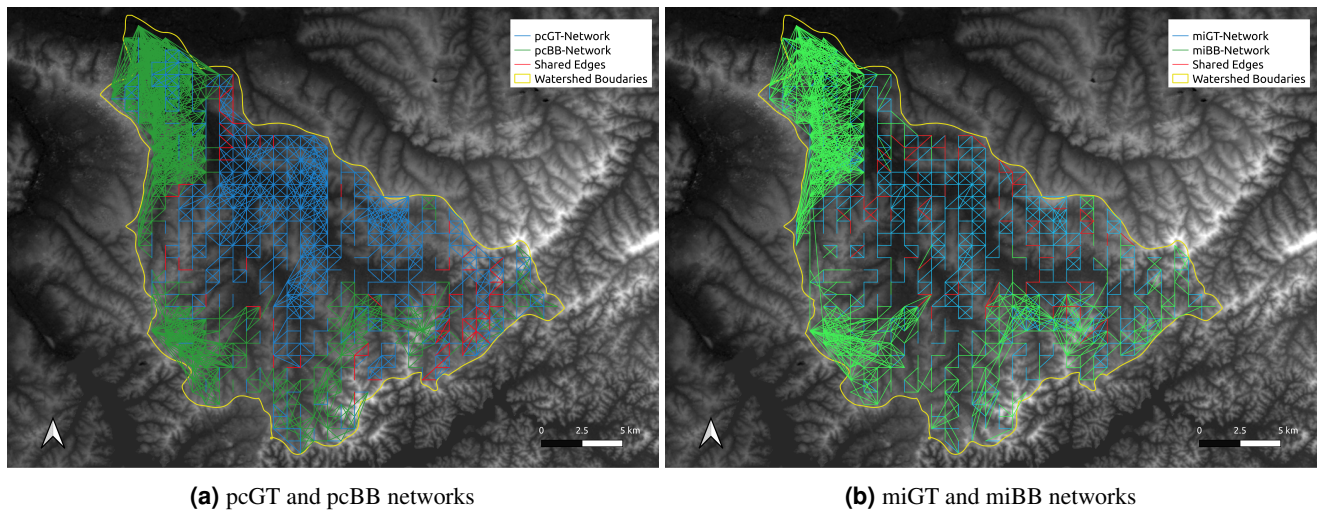 pcGT-Network
pcBB-Network
Shared Edges
Watershed Boudaries
0 2.5 5 km
(a) pcGT and pcBB networks
miGT-Network
miBB-Network
Shared Edges
Watershed Boudaries
0 2.5 5 km
(b) miGT and miBB networks